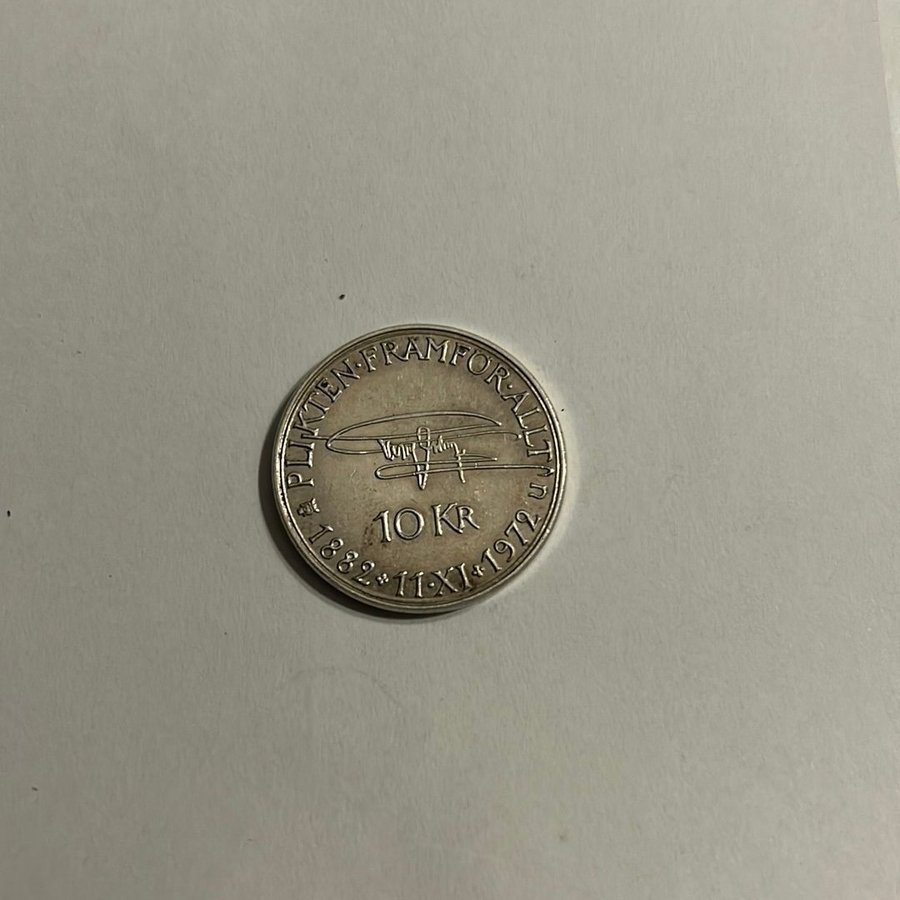 PLIKTEN·FRAMFÖR·ALLT
10 KR
1882 11·XI 1972